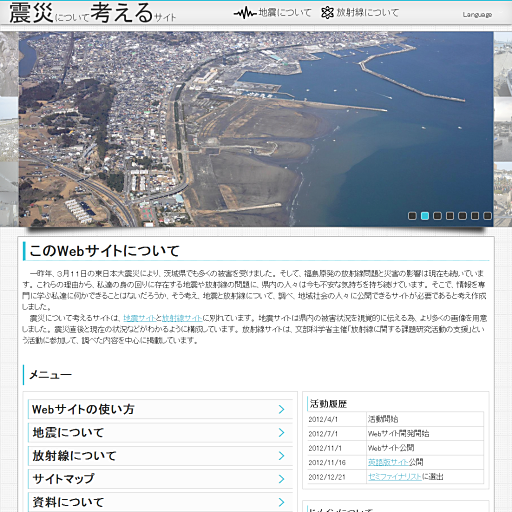 震災について考えるサイト
地震について
放射線について
Language
このWebサイトについて
一昨年、3月11日の東日本大震災により、茨城県でも多くの被害を受けました。そして、福島原発の放射線問題と災害の影響は現在も続いています。これらの理由から、私達の身の回りに存在する地震や放射線の問題に、県内の人々は今も不安な気持ちを持ち続けています。そこで、情報を専
門に学ぶ私達に何かできることはないだろうか、そう考え、地震と放射線について、調べ、地域社会の人々に公開できるサイトが必要であると考え作成
しました。
震災について考えるサイトは、地震サイトと放射線サイトに別れています。地震サイトは県内の被害状況を視覚的に伝える為、より多くの画像を用意
しました。震災直後と現在の状況などがわかるように構成しています。放射線サイトは、文部科学省主催「放射線に関する課題研究活動の支援」とい
う活動に参加して、調べた内容を中心に掲載しています。
メニュー
Webサイトの使い方
地震について
放射線について
サイトマップ
資料について
活動履歴
2012/4/1 活動開始
2012/7/1 Webサイト開発開始
2012/11/1 Webサイト公開
2012/11/16 英語版サイト公開
2012/12/21 セミファイナリストに選出